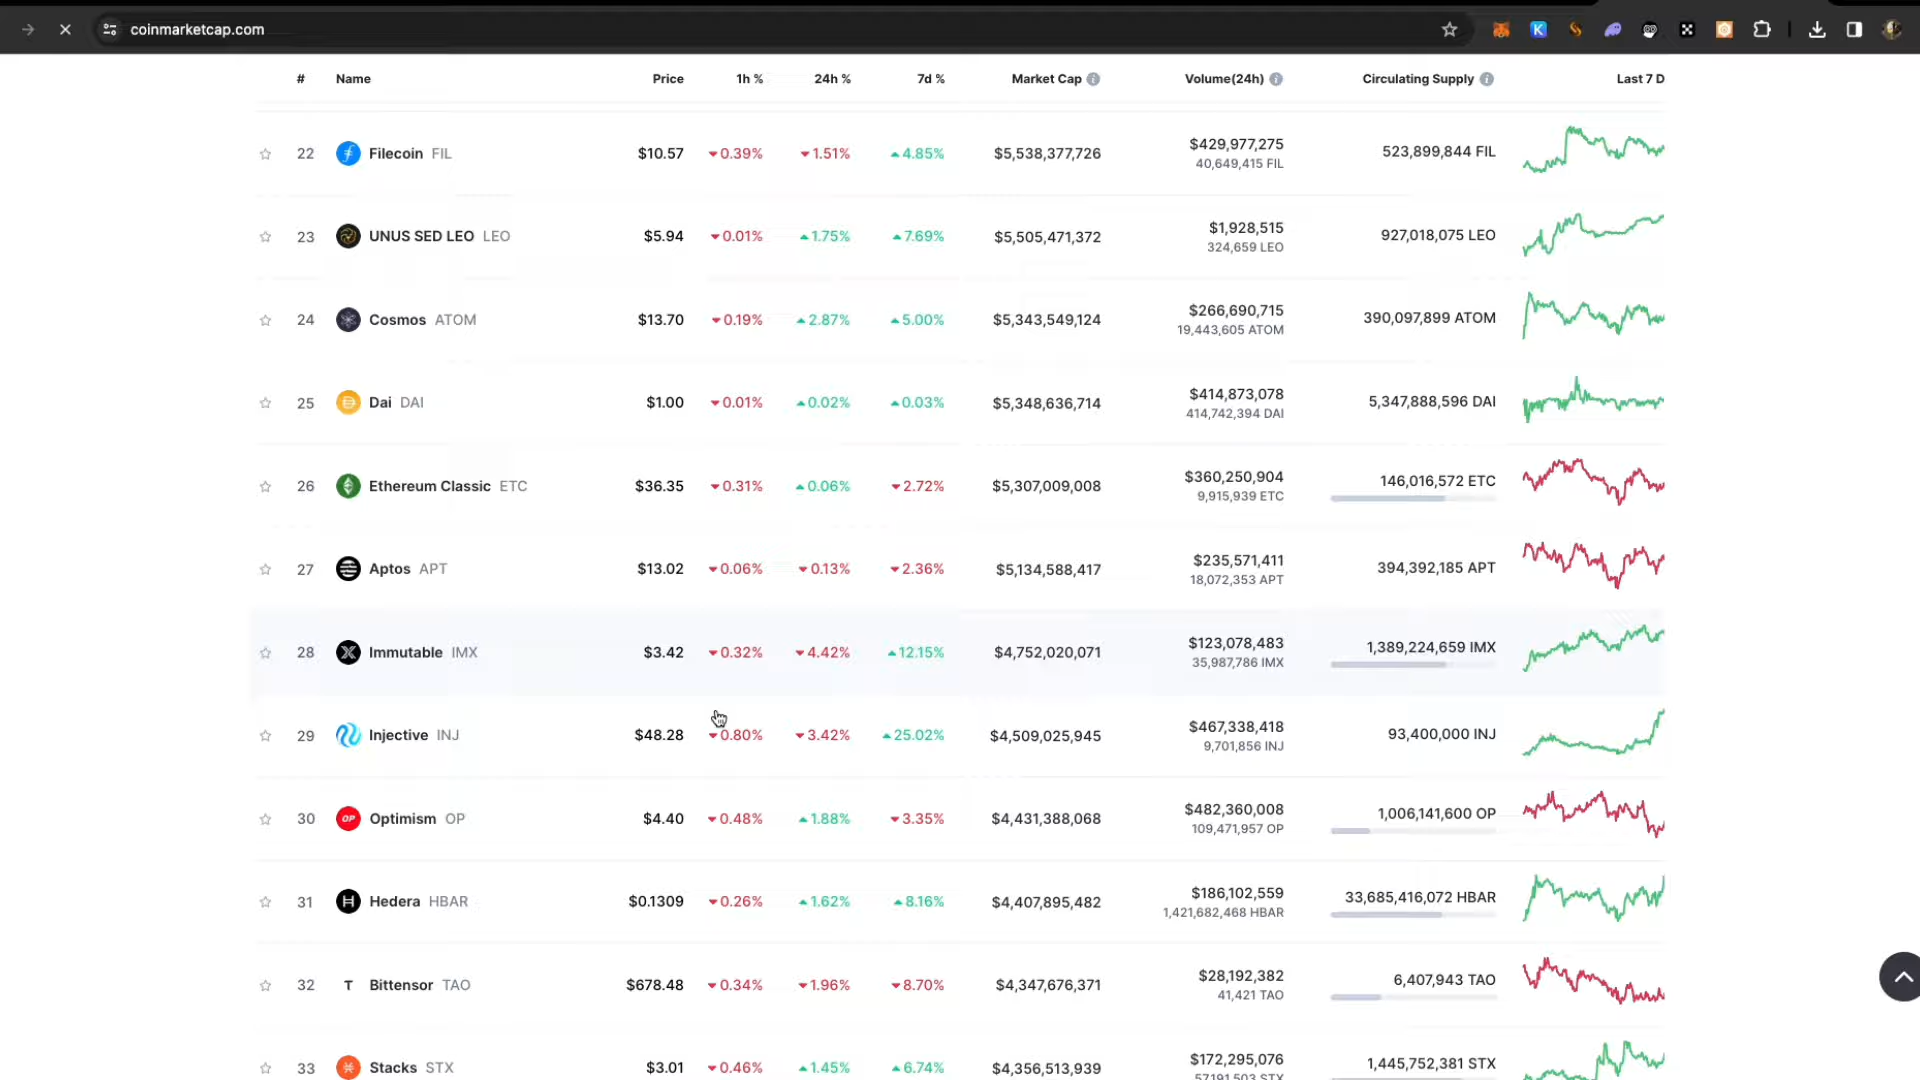 coinmarketcap.com
# Name Price 1h % 24h % 7d % Market Cap Volume(24h) Circulating Supply Last 7 D
22 Filecoin FIL $10.57 0.39% 1.51% 4.85% $5,538,377,726 $429,977,275 523,899,844 FIL
40,649,415 FIL
23 UNUS SED LEO LEO $5.94 0.01% 1.75% 7.69% $5,505,471,372 $1,928,515 927,018,075 LEO
324,659 LEO
24 Cosmos ATOM $13.70 0.19% 2.87% 5.00% $5,343,549,124 $266,690,715 390,097,899 ATOM
19,443,605 ATOM
25 Dai DAI $1.00 0.01% 0.02% 0.03% $5,348,636,714 $414,873,078 5,347,888,596 DAI
414,742,394 DAI
26 Ethereum Classic ETC $36.35 0.31% 0.06% 2.72% $5,307,009,008 $360,250,904 146,016,572 ETC
9,915,939 ETC
27 Aptos APT $13.02 0.06% 0.13% 2.36% $5,134,588,417 $235,571,411 394,392,185 APT
18,072,353 APT
28 Immutable IMX $3.42 0.32% 4.42% 12.15% $4,752,020,071 $123,078,483 1,389,224,659 IMX
35,987,786 IMX
29 Injective INJ $48.28 0.80% 3.42% 25.02% $4,509,025,945 $467,338,418 93,400,000 INJ
9,701,856 INJ
30 OP Optimism OP $4.40 0.48% 1.88% 3.35% $4,431,388,068 $482,360,008 1,006,141,600 OP
109,471,957 OP
31 Hedera HBAR $0.1309 0.26% 1.62% 8.16% $4,407,895,482 $186,102,559 33,685,416,072 HBAR
1,421,682,468 HBAR
32 T Bittensor TAO $678.48 0.34% 1.96% 8.70% $4,347,676,371 $28,192,382 6,407,943 TAO
41,421 TAO
33 Stacks STX $3.01 0.46% 1.45% 6.74% $4,356,513,939 $172,295,076 1,445,752,381 STX
57,191,503 STX